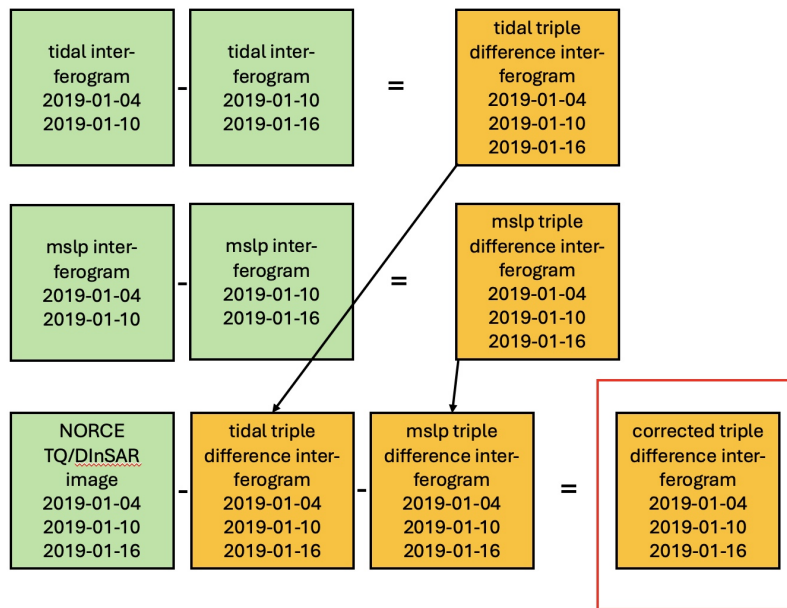 tidal inter-
ferogram
2019-01-04
2019-01-10
-
tidal inter-
ferogram
2019-01-10
2019-01-16
=
tidal triple
difference inter-
ferogram
2019-01-04
2019-01-10
2019-01-16
mslp inter-
ferogram
2019-01-04
2019-01-10
-
mslp inter-
ferogram
2019-01-10
2019-01-16
=
mslp triple
difference inter-
ferogram
2019-01-04
2019-01-10
2019-01-16
NORCE
TQ/DInSAR
image
2019-01-04
2019-01-10
2019-01-16
-
tidal triple
difference inter-
ferogram
2019-01-04
2019-01-10
2019-01-16
-
mslp triple
difference inter-
ferogram
2019-01-04
2019-01-10
2019-01-16
=
corrected triple
difference inter-
ferogram
2019-01-04
2019-01-10
2019-01-16